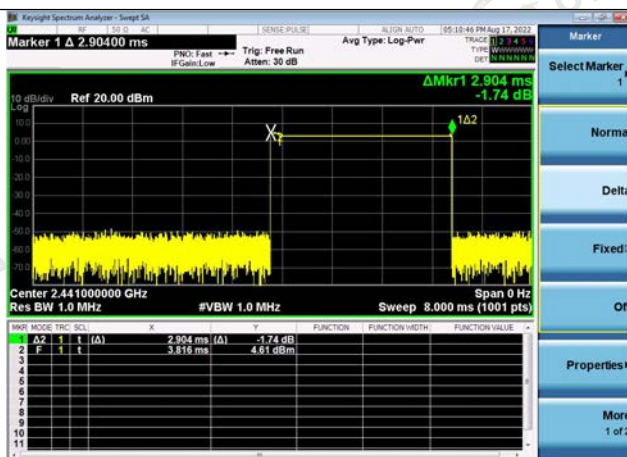 Keysight Spectrum Analyzer - Swept SA
RF 50 Ω AC SENSE:PULSE ALIGN AUTO 05:10:46 PM Aug 17, 2022
Marker 1 Δ 2.90400 ms
PNO: Fast
IFGain:Low
Trig: Free Run
Atten: 30 dB
Avg Type: Log-Pwr
TRACE 1 2 3 4 5 6
TYPE WWWWWW
DET NNNNNN
ΔMkr1 2.904 ms
-1.74 dB
10 dB/div Ref 20.00 dBm
Log
10.0
0.00
-10.0
-20.0
-30.0
-40.0
-50.0
-60.0
-70.0
1Δ2
Center 2.441000000 GHz Span 0 Hz
Res BW 1.0 MHz #VBW 1.0 MHz Sweep 8.000 ms (1001 pts)
MKR MODE TRC SCL X Y FUNCTION FUNCTION WIDTH FUNCTION VALUE
1 Δ2 1 t (Δ) 2.904 ms (Δ) -1.74 dB
2 F 1 t 3.816 ms 4.61 dBm
3
4
5
6
7
8
9
10
11
Marker
Select Marker
1
Norma
Delta
Fixed
Of
Properties
More
1 of 2